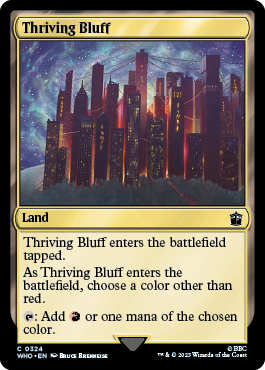 Thriving Bluff
Land
Thriving Bluff enters the battlefield
tapped.
As Thriving Bluff enters the
battlefield, choose a color other than
red.
: Add or one mana of the chosen
color.
C 0324
WHO • EN Bruce Brenneise
© BBC
™ & © 2023 Wizards of the Coast